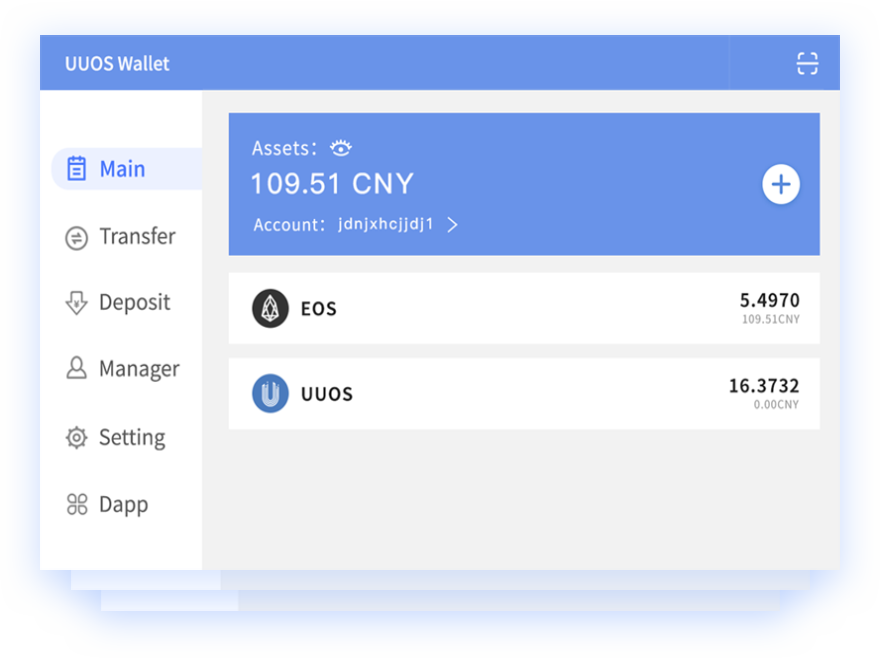 UUOS Wallet
Main
Transfer
Deposit
Manager
Setting
Dapp
Assets:
109.51 CNY
Account: jdnjxhcjjdj1
EOS
5.4970
109.51CNY
UUOS
16.3732
0.00CNY